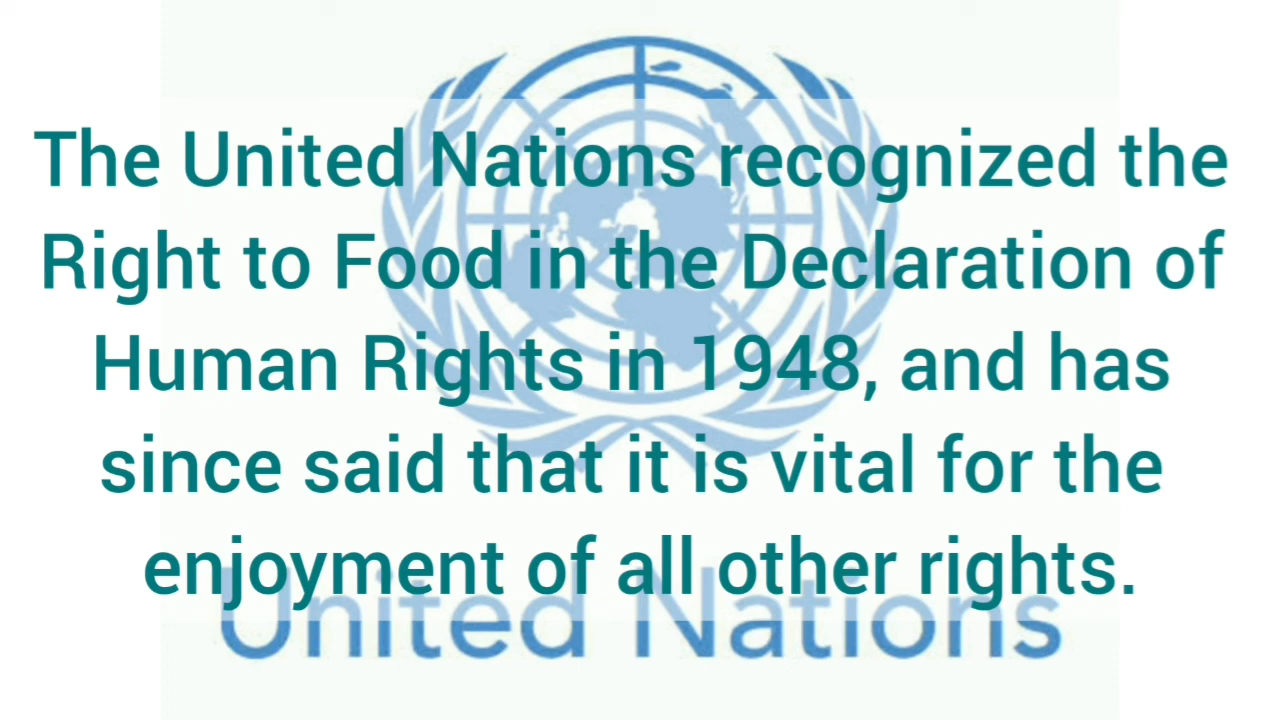 The United Nations recognized the
Right to Food in the Declaration of
Human Rights in 1948, and has
since said that it is vital for the
enjoyment of all other rights.
United Nations